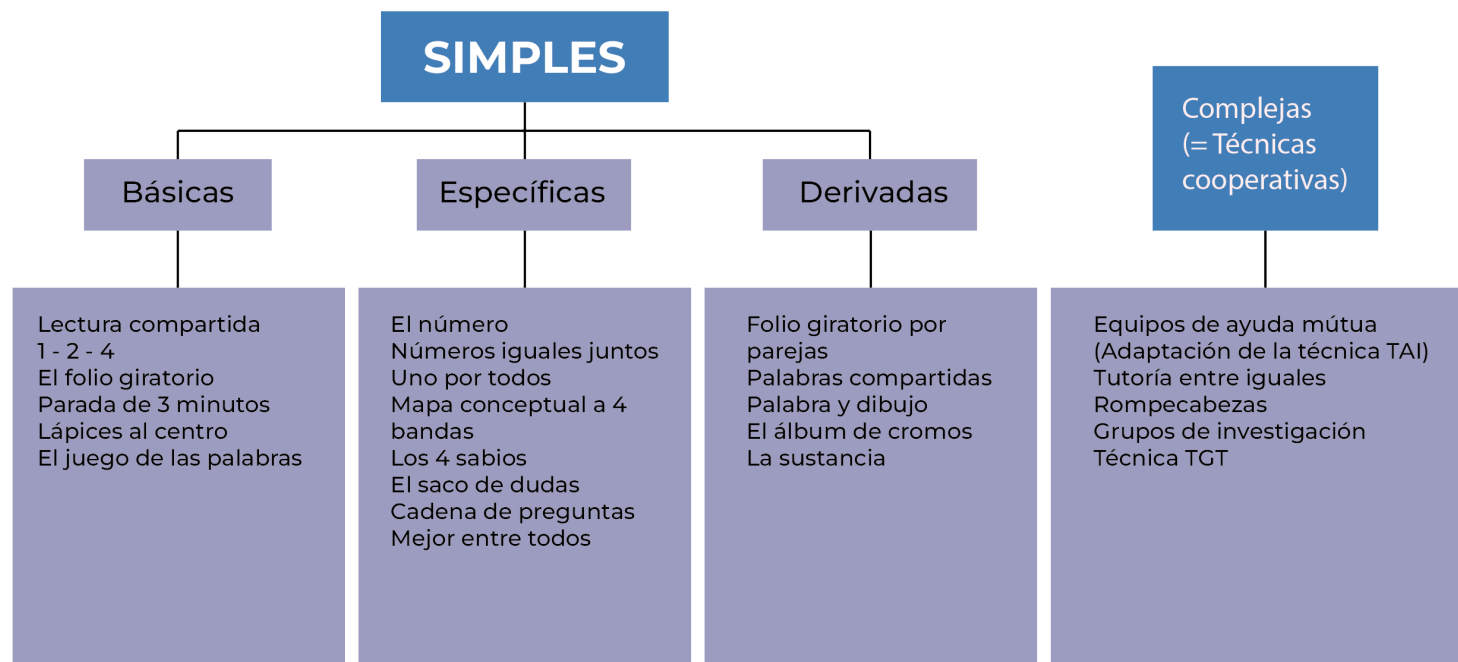 SIMPLES
Complejas
(= Técnicas
cooperativas)
Básicas
Específicas
Derivadas
Lectura compartida
1 - 2 - 4
El folio giratorio
Parada de 3 minutos
Lápices al centro
El juego de las palabras
El número
Números iguales juntos
Uno por todos
Mapa conceptual a 4
bandas
Los 4 sabios
El saco de dudas
Cadena de preguntas
Mejor entre todos
Folio giratorio por
parejas
Palabras compartidas
Palabra y dibujo
El álbum de cromos
La sustancia
Equipos de ayuda mútua
(Adaptación de la técnica TAI)
Tutoría entre iguales
Rompecabezas
Grupos de investigación
Técnica TGT